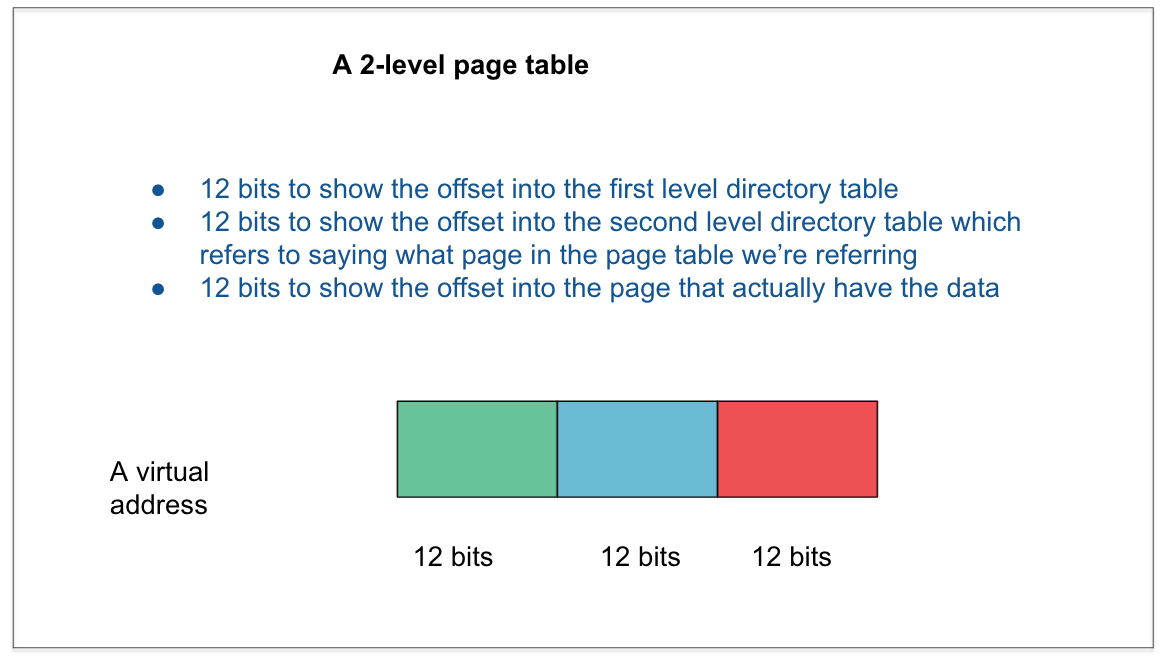 A 2-level page table
● 12 bits to show the offset into the first level directory table
● 12 bits to show the offset into the second level directory table which
refers to saying what page in the page table we’re referring
● 12 bits to show the offset into the page that actually have the data
A virtual
address
12 bits 12 bits 12 bits